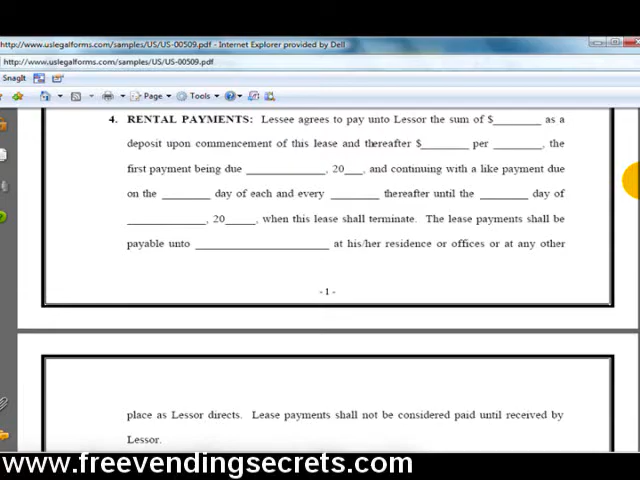 http://www.uslegalforms.com/samples/US/US-00509.pdf - Internet Explorer provided by Dell
http://www.uslegalforms.com/samples/US/US-00509.pdf
SnagIt
Page Tools
4. RENTAL PAYMENTS: Lessee agrees to pay unto Lessor the sum of $________ as a
deposit upon commencement of this lease and thereafter $________ per ________, the
first payment being due _____________, 20___, and continuing with a like payment due
on the ________ day of each and every ________ thereafter until the ________ day of
_____________, 20_____, when this lease shall terminate. The lease payments shall be
payable unto ______________________ at his/her residence or offices or at any other
- 1 -
place as Lessor directs. Lease payments shall not be considered paid until received by
Lessor.
www.freevendingsecrets.com